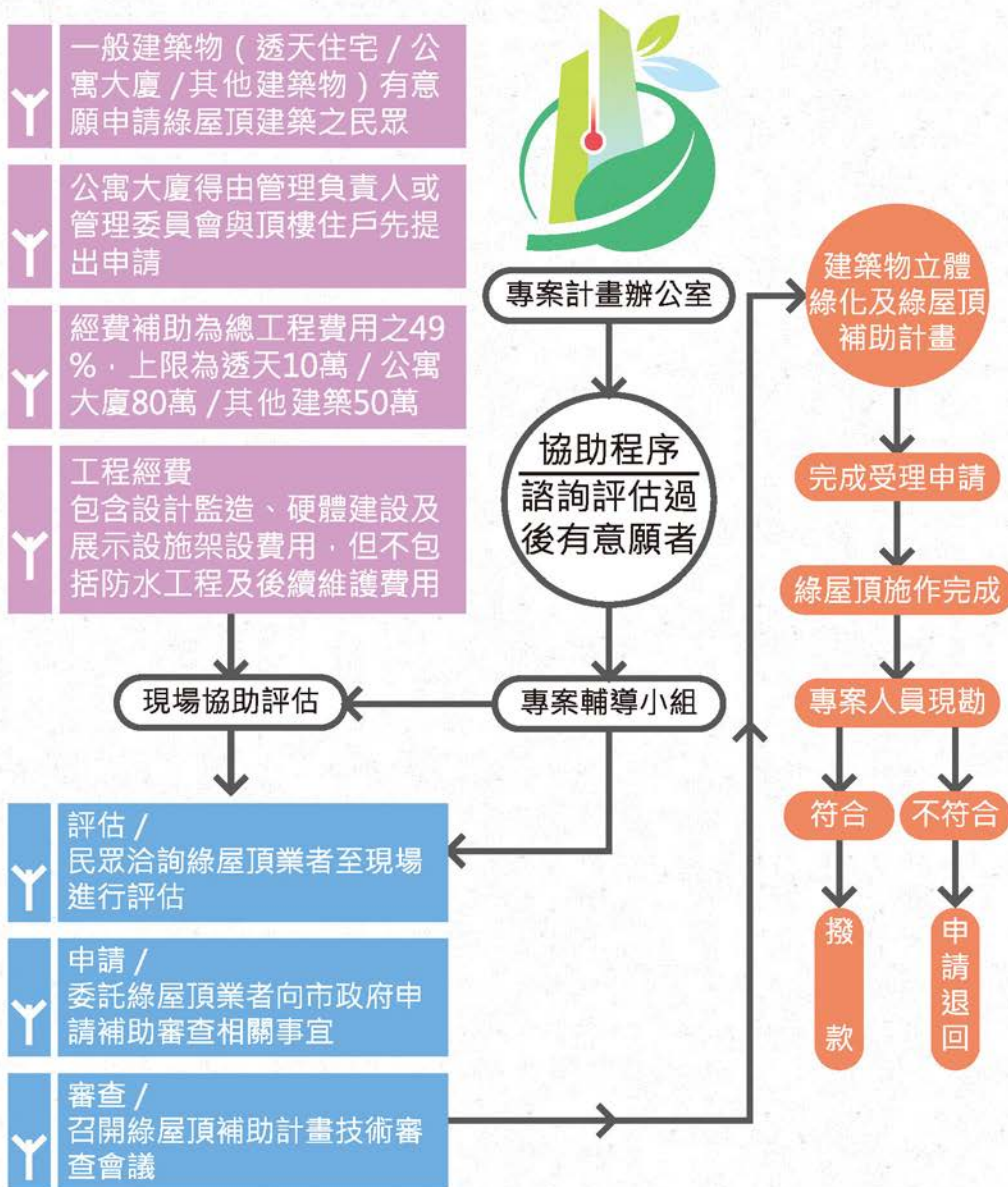 一般建築物（透天住宅 / 公
寓大廈 / 其他建築物）有意
願申請綠屋頂建築之民眾
公寓大廈得由管理負責人或
管理委員會與頂樓住戶先提
出申請
經費補助為總工程費用之49
%，上限為透天10萬 / 公寓
大廈80萬 / 其他建築50萬
工程經費
包含設計監造、硬體建設及
展示設施架設費用，但不包
括防水工程及後續維護費用
專案計畫辦公室
協助程序
諮詢評估過
後有意願者
現場協助評估
專案輔導小組
評估 /
民眾洽詢綠屋頂業者至現場
進行評估
申請 /
委託綠屋頂業者向市政府申
請補助審查相關事宜
審查 /
召開綠屋頂補助計畫技術審
查會議
建築物立體
綠化及綠屋頂
補助計畫
完成受理申請
綠屋頂施作完成
專案人員現勘
符合
不符合
撥款
申請退回